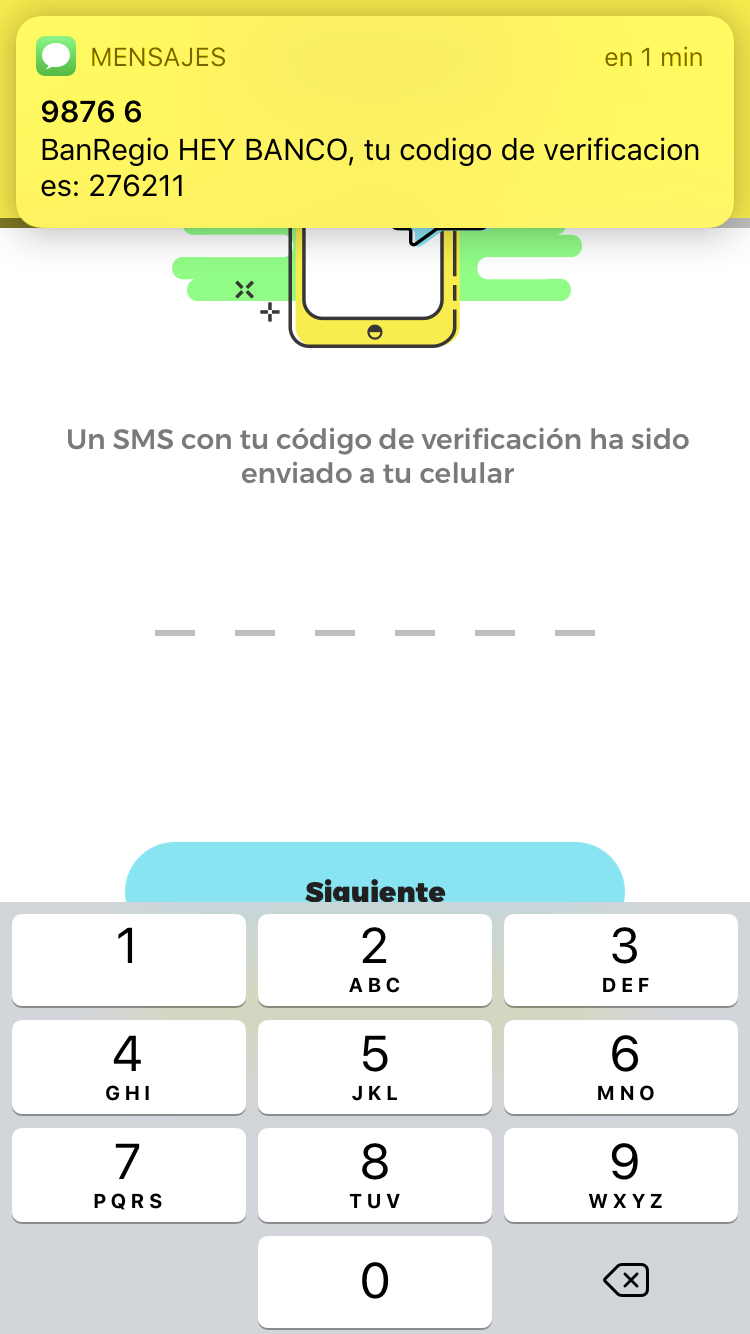 MENSAJES
en 1 min
9876 6
BanRegio HEY BANCO, tu codigo de verificacion
es: 276211
Un SMS con tu código de verificación ha sido
enviado a tu celular
Siguiente
1
2
ABC
3
DEF
4
GHI
5
JKL
6
MNO
7
PQRS
8
TUV
9
WXYZ
0